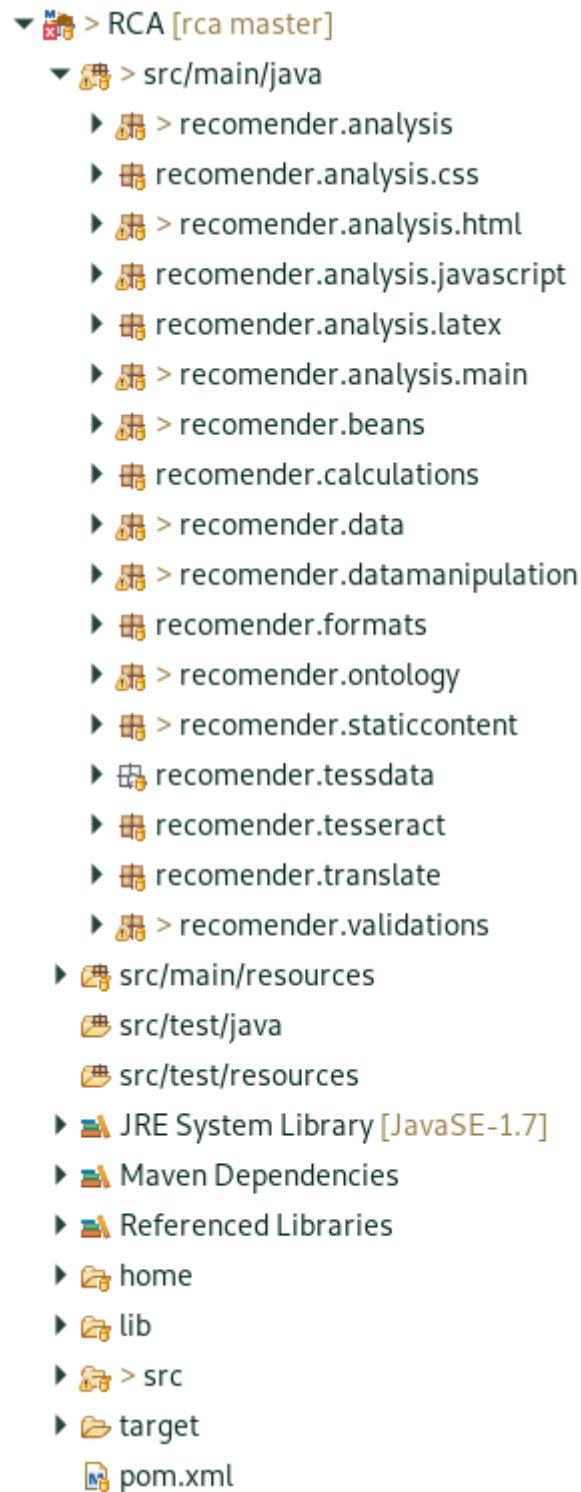 > RCA [rca master]
> src/main/java
> recomender.analysis
recomender.analysis.css
> recomender.analysis.html
recomender.analysis.javascript
recomender.analysis.latex
> recomender.analysis.main
> recomender.beans
recomender.calculations
> recomender.data
> recomender.datamanipulation
recomender.formats
> recomender.ontology
> recomender.staticcontent
recomender.tessdata
recomender.tesseract
recomender.translate
> recomender.validations
src/main/resources
src/test/java
src/test/resources
JRE System Library [JavaSE-1.7]
Maven Dependencies
Referenced Libraries
home
lib
> src
target
pom.xml